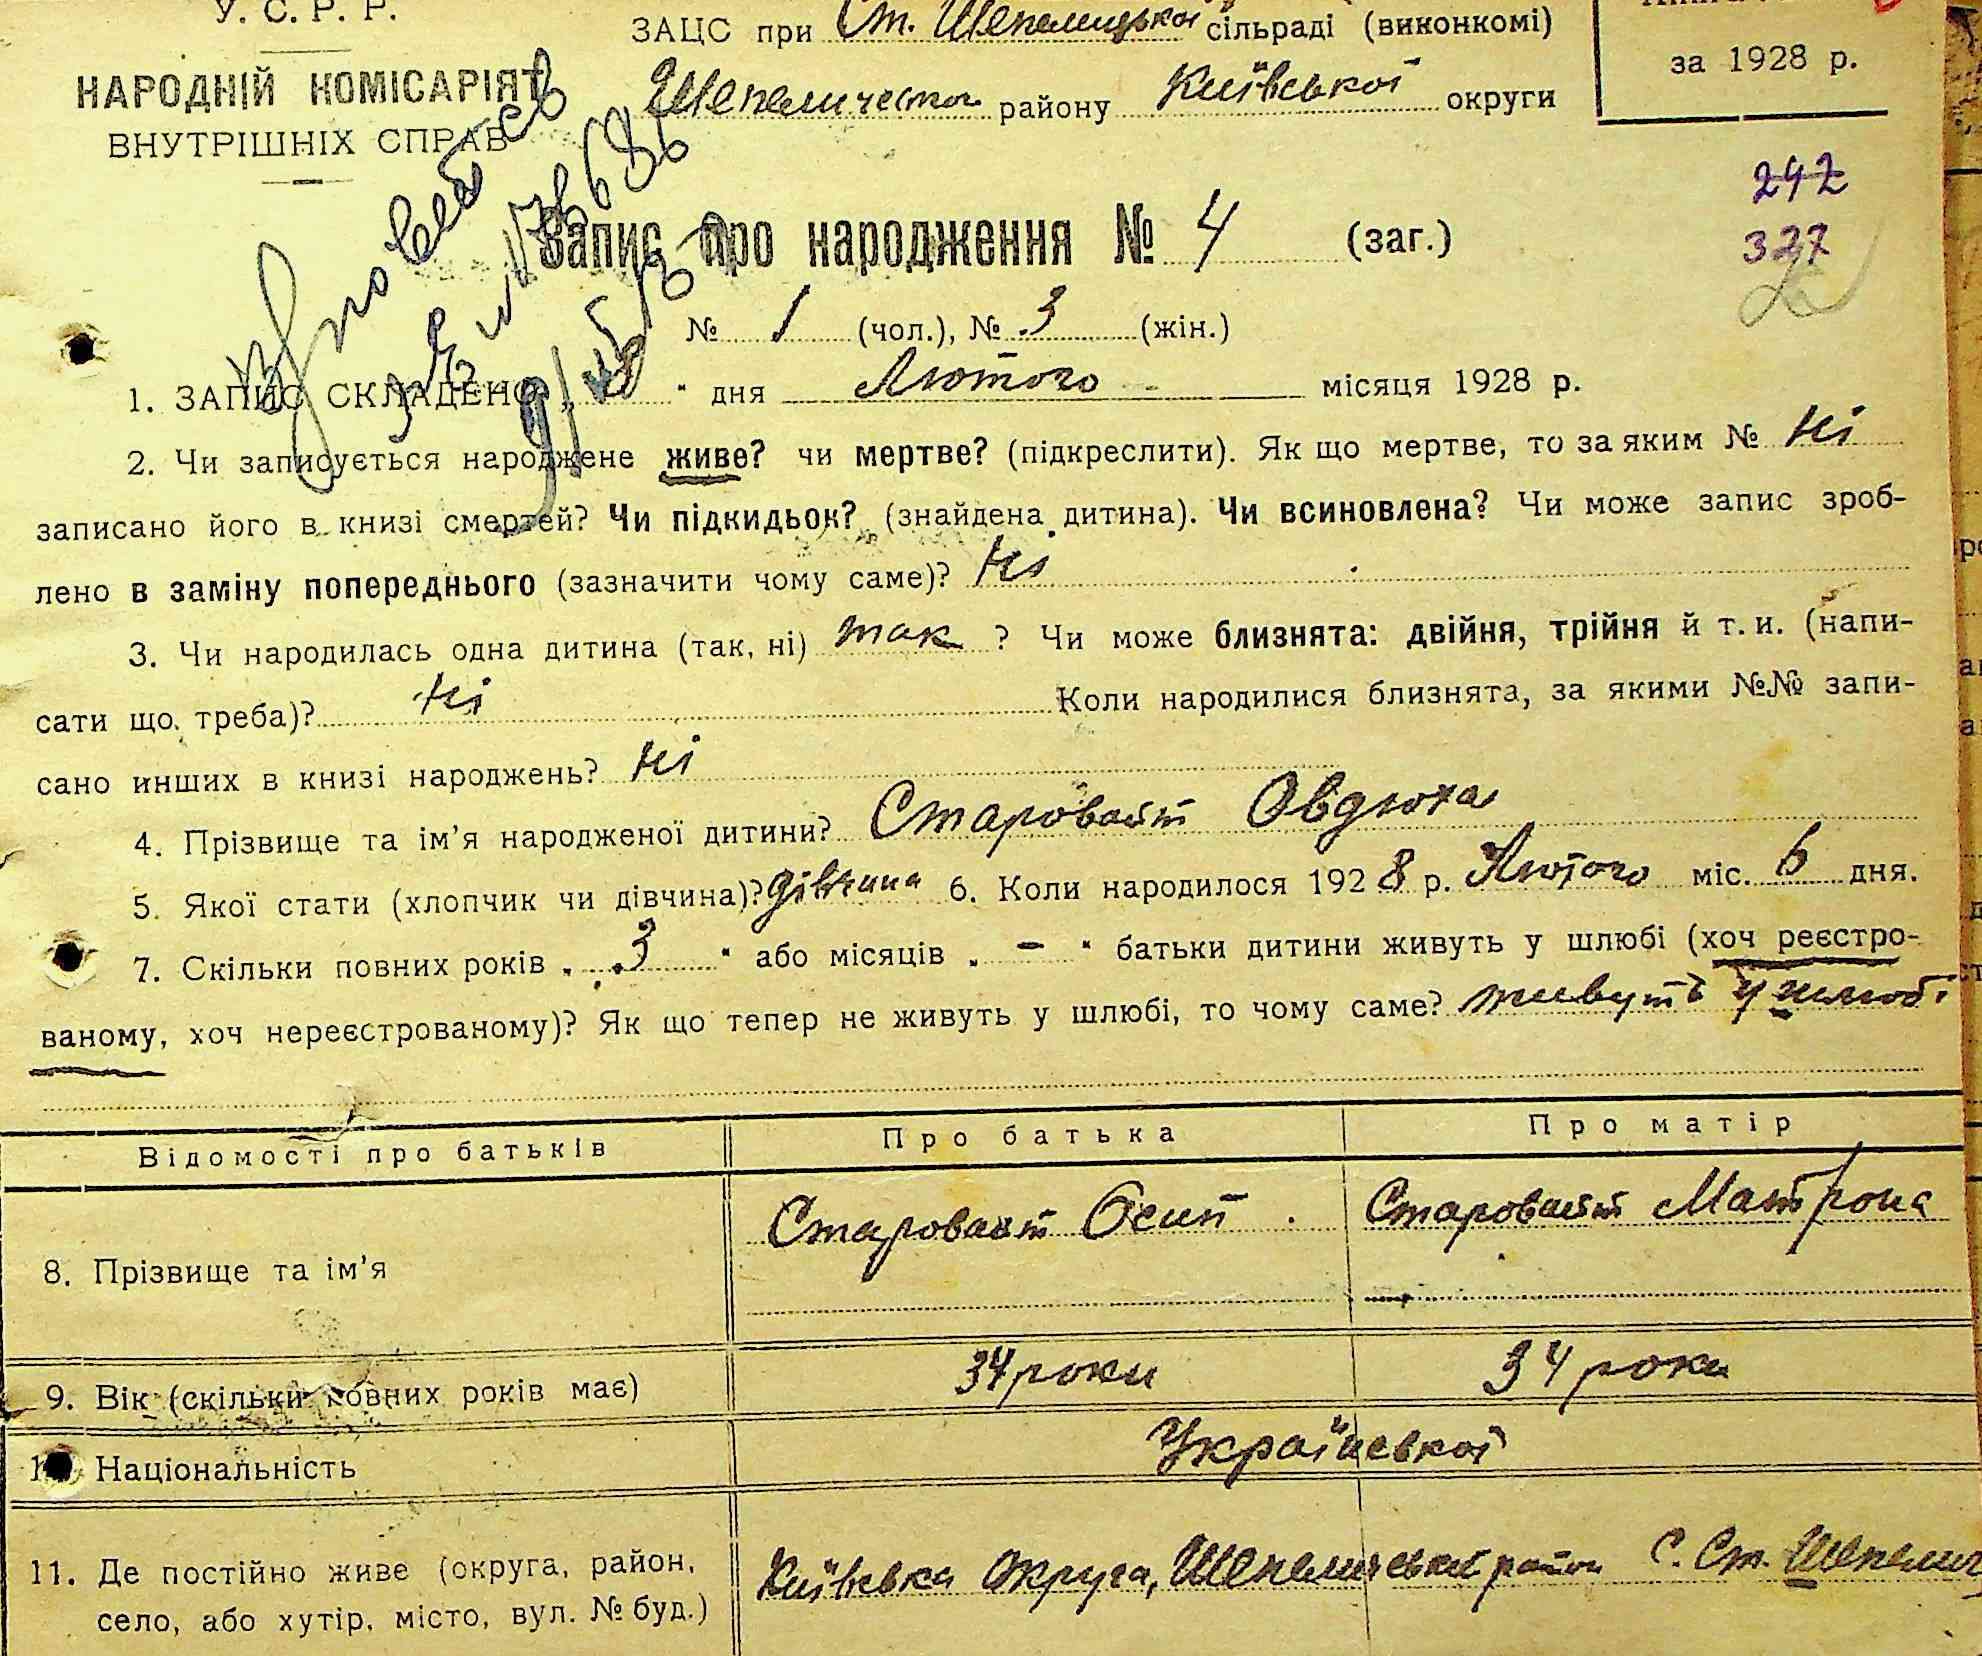 У. С. Р. Р.
НАРОДНІЙ КОМІСАРІЯТ
ВНУТРІШНІХ СПРАВ
ЗАЦС при Ст. Шепелицькой сільраді (виконкомі)
району Київської округи
за 1928 р.
242
327
Запис про народження № 4 (заг.)
№ 1 (чол.), № 3 (жін.)
1. ЗАПИС СКЛАДЕНО „ " дня Лютого місяця 1928 р.
2. Чи записується народжене живе? чи мертве? (підкреслити). Як що мертве, то за яким № Ні
записано його в книзі смертей? Чи підкидьок? (знайдена дитина). Чи всиновлена? Чи може запис зроб-
лено в заміну попереднього (зазначити чому саме)? Ні
3. Чи народилась одна дитина (так, ні) так ? Чи може близнята: двійня, трійня й т. и. (напи-
сати що треба)? Ні Коли народилися близнята, за якими №№ запи-
сано инших в книзі народжень? Ні
4. Прізвище та ім'я народженої дитини? Старовойт Овдюха
5. Якої стати (хлопчик чи дівчина)? дівчина 6. Коли народилося 1928 р. Лютого міс. 6 дня.
7. Скільки повних років „ 3 " або місяців „ - " батьки дитини живуть у шлюбі (хоч реєстро-
ваному, хоч нереєстрованому)? Як що тепер не живуть у шлюбі, то чому саме? живуть у шлюбі
Відомості про батьків Про батька Про матір
8. Прізвище та ім'я Старовойт Осип Старовойт Матрона
9. Вік (скільки повних років має) 34 роки 34 роки
Національність Української
11. Де постійно живе (округа, район,
село, або хутір, місто, вул. № буд.)
Київська округа, район С. Ст.